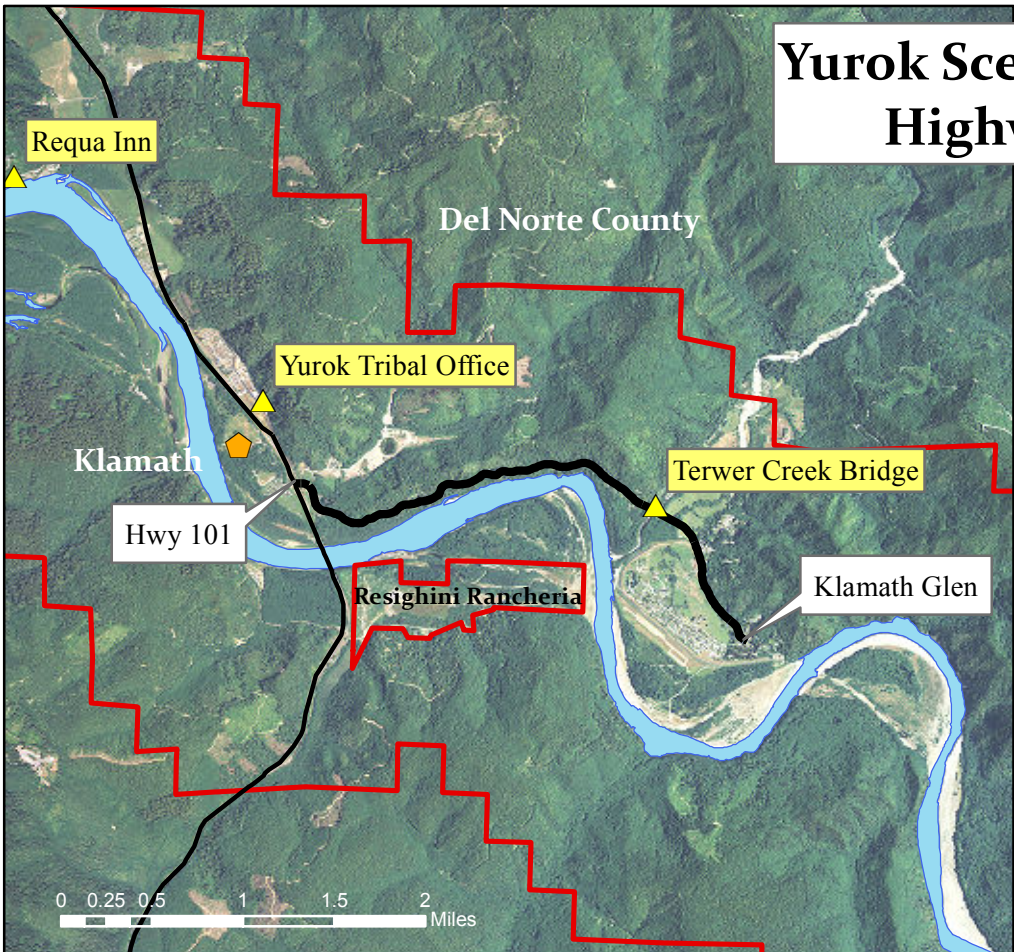 Yurok Sce
Highw
Requa Inn
Del Norte County
Yurok Tribal Office
Klamath
Terwer Creek Bridge
Hwy 101
Klamath Glen
Resighini Rancheria
0 0.25 0.5 1 1.5 2
Miles